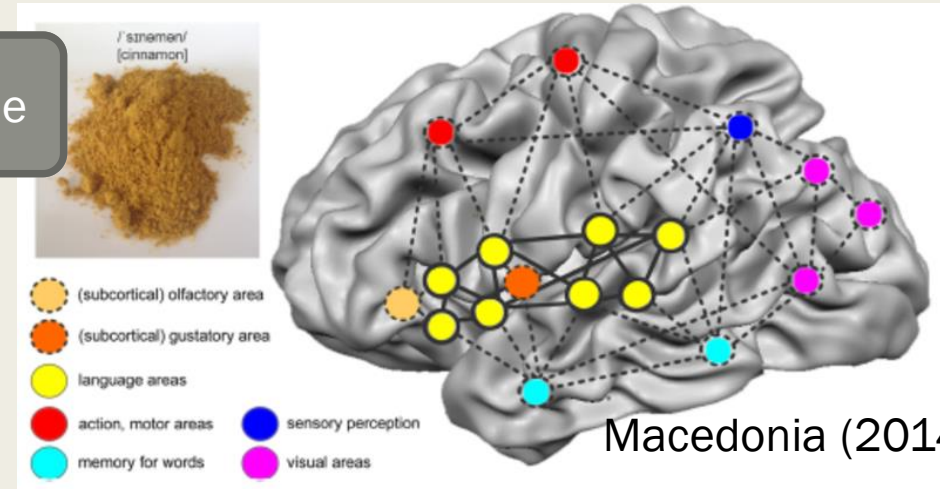 e
/ˈsɪnəmən/
[cinnamon]
(subcortical) olfactory area
(subcortical) gustatory area
language areas
action, motor areas
sensory perception
memory for words
visual areas
Macedonia (2014